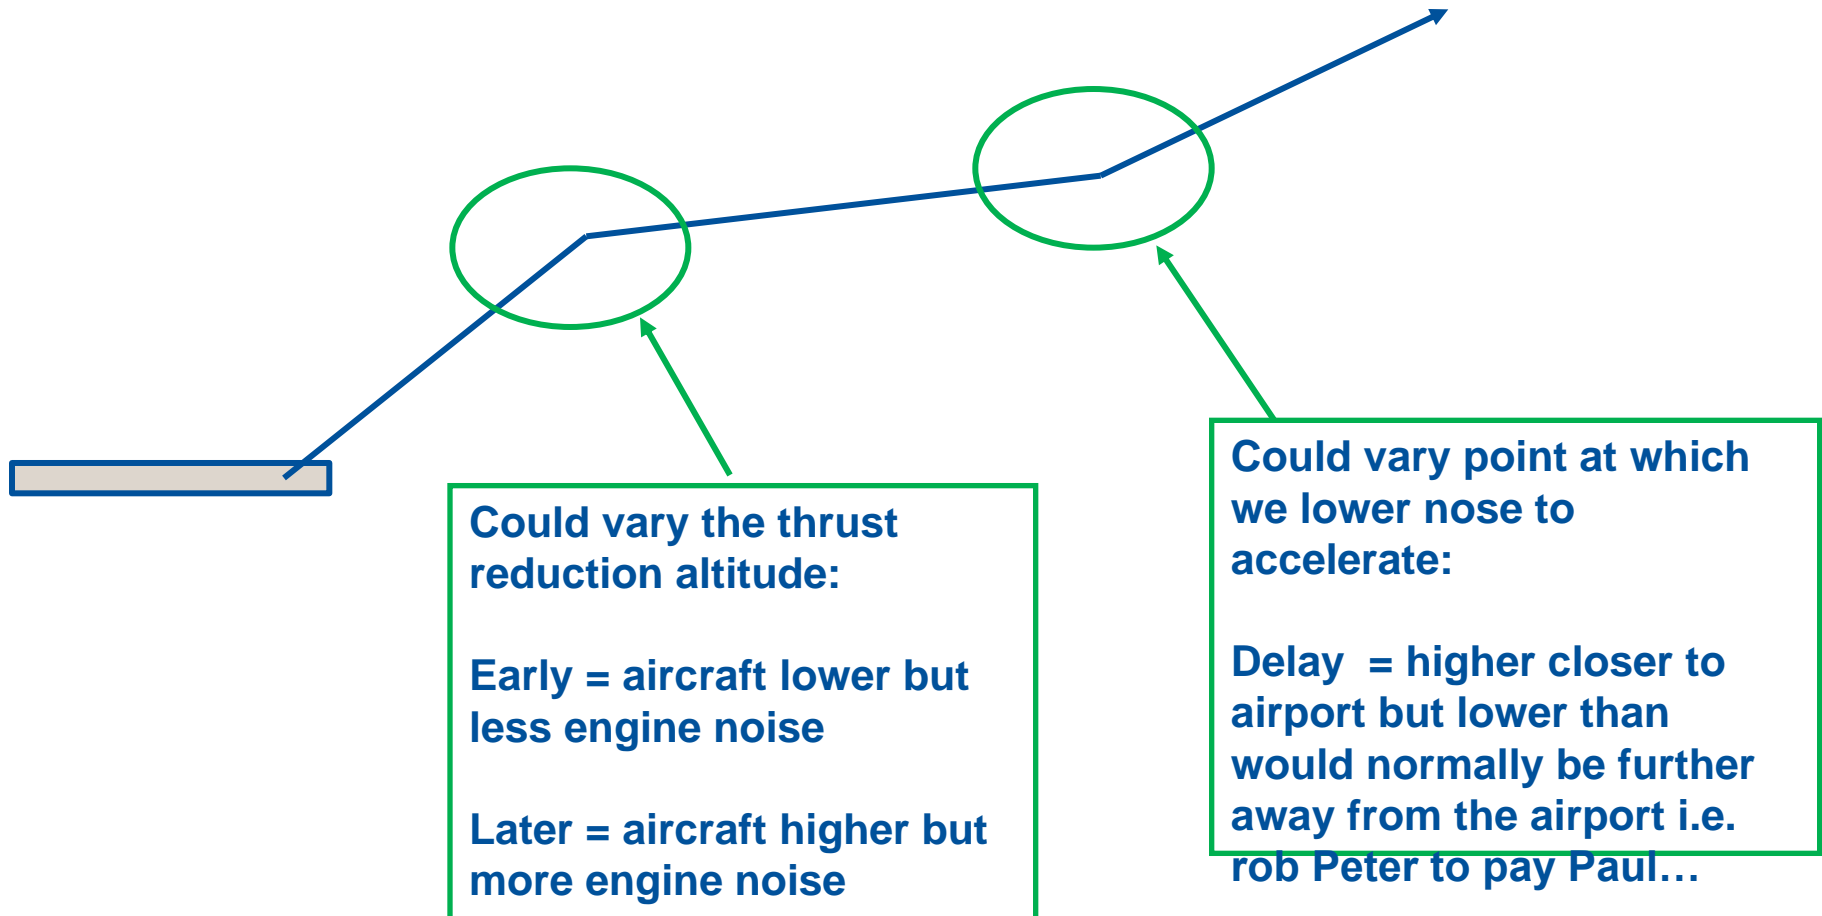 Could vary the thrust
reduction altitude:
Early = aircraft lower but
less engine noise
Later = aircraft higher but
more engine noise
Could vary point at which
we lower nose to
accelerate:
Delay  = higher closer to
airport but lower than
would normally be further
away from the airport i.e.
rob Peter to pay Paul…